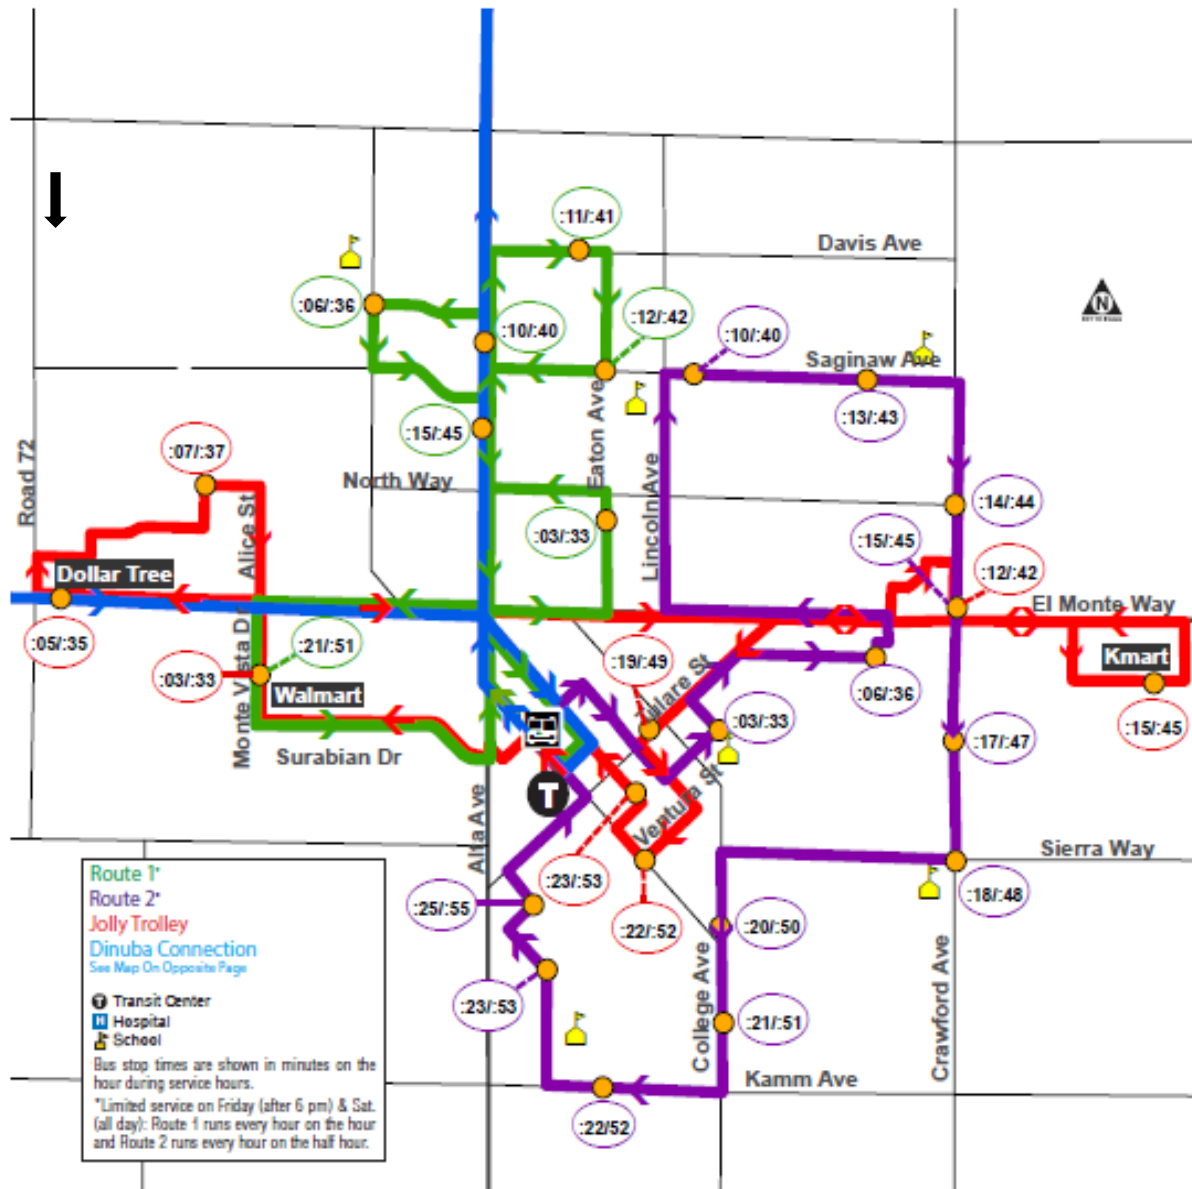 :11/:41
Davis Ave
:06/:36
:10/:40
:12/:42
:10/:40
N
Saginaw Ave
:13/:43
:15/:45
:07/:37
Road 72
North Way
Eaton Ave
Lincoln Ave
Alice St
:03/:33
:14/:44
:15/:45
:12/:42
Dollar Tree
El Monte Way
:05/:35
:21/:51
:03/:33
Monte Vista Dr
Walmart
:19/:49
Tulare St
:06/:36
Kmart
:03/:33
:15/:45
:17/:47
Surabian Dr
T
Ventura St
Alta Ave
Sierra Way
:23/:53
:18/:48
:25/:55
:22/:52
:20/:50
College Ave
Crawford Ave
:23/:53
:21/:51
Kamm Ave
:22/52
Route 1*
Route 2*
Jolly Trolley
Dinuba Connection
See Map On Opposite Page
T Transit Center
H Hospital
School
Bus stop times are shown in minutes on the
hour during service hours.
*Limited service on Friday (after 6 pm) & Sat.
(all day): Route 1 runs every hour on the hour
and Route 2 runs every hour on the half hour.